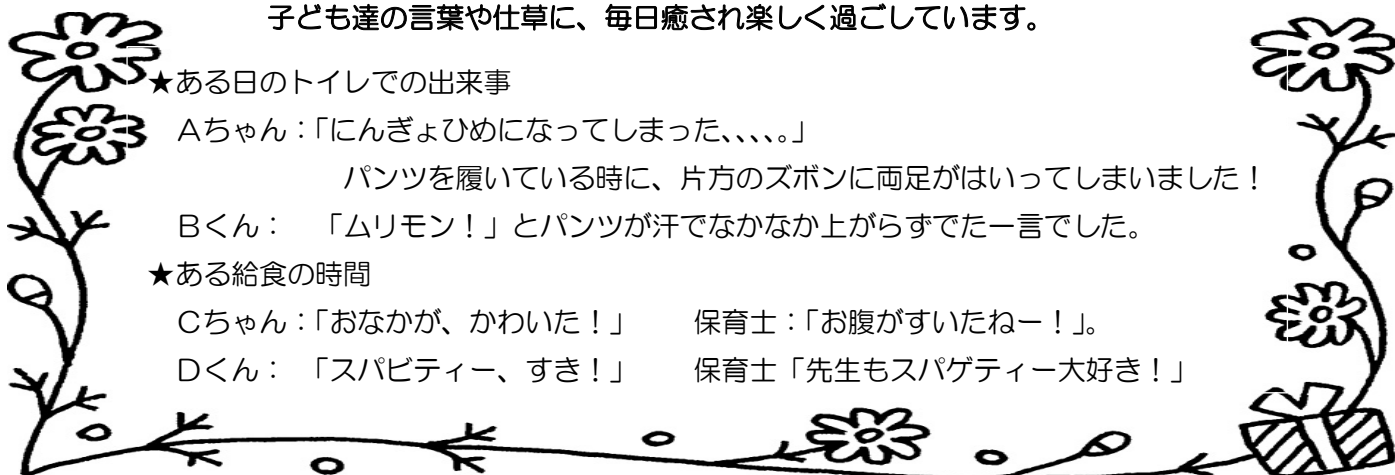 子ども達の言葉や仕草に、毎日癒され楽しく過ごしています。
★ある日のトイレでの出来事
Aちゃん：「にんぎょひめになってしまった、、、、。」
パンツを履いている時に、片方のズボンに両足がはいってしまいました！
Bくん：　「ムリモン！」とパンツが汗でなかなか上がらずでた一言でした。
★ある給食の時間
Cちゃん：「おなかが、かわいた！」　　保育士：「お腹がすいたねー！」。
Dくん：　「スパビティー、すき！」　　保育士「先生もスパゲティー大好き！」